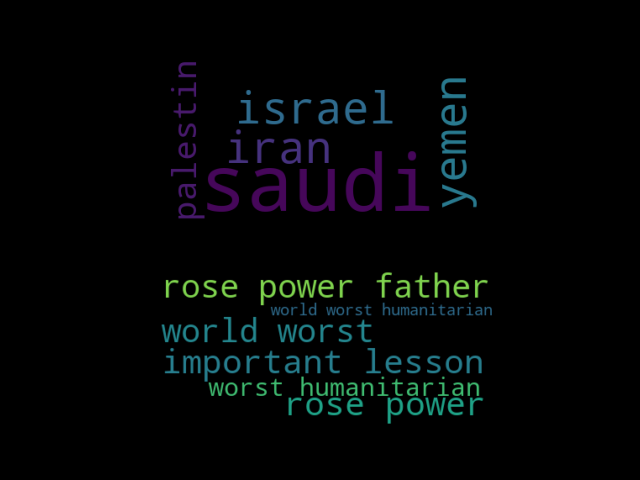 palestin
israel
yemen
iran
saudi
rose power father
world worst humanitarian
world worst
important lesson
worst humanitarian
rose power